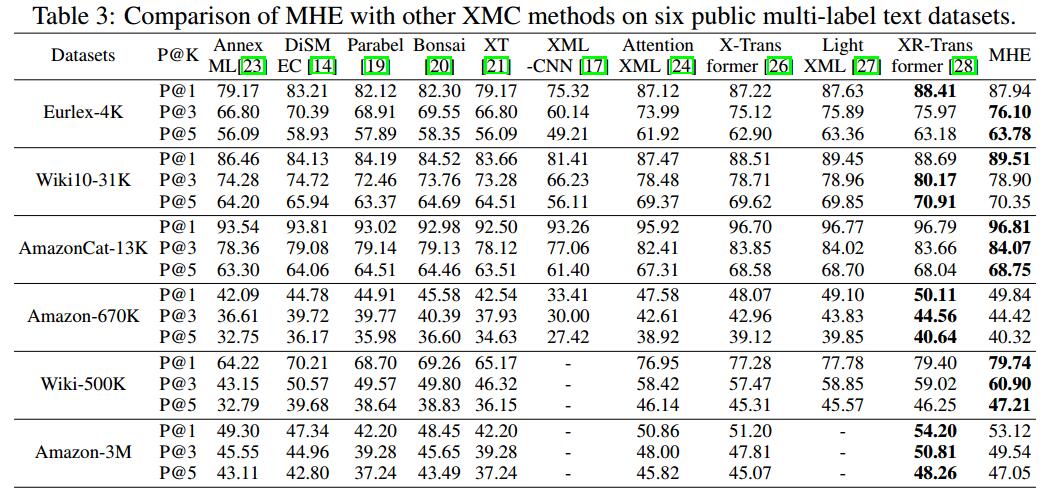 Table 3: Comparison of MHE with other XMC methods on six public multi-label text datasets.
Datasets P@K Annex ML[23] DiSM EC [14] Parabel [19] Bonsai [20] XT [21] XML -CNN [17] Attention XML [24] X-Trans former [26] Light XML [27] XR-Trans former [28] MHE
Eurlex-4K P@1 79.17 83.21 82.12 82.30 79.17 75.32 87.12 87.22 87.63 88.41 87.94
P@3 66.80 70.39 68.91 69.55 66.80 60.14 73.99 75.12 75.89 75.97 76.10
P@5 56.09 58.93 57.89 58.35 56.09 49.21 61.92 62.90 63.36 63.18 63.78
Wiki10-31K P@1 86.46 84.13 84.19 84.52 83.66 81.41 87.47 88.51 89.45 88.69 89.51
P@3 74.28 74.72 72.46 73.76 73.28 66.23 78.48 78.71 78.96 80.17 78.90
P@5 64.20 65.94 63.37 64.69 64.51 56.11 69.37 69.62 69.85 70.91 70.35
AmazonCat-13K P@1 93.54 93.81 93.02 92.98 92.50 93.26 95.92 96.70 96.77 96.79 96.81
P@3 78.36 79.08 79.14 79.13 78.12 77.06 82.41 83.85 84.02 83.66 84.07
P@5 63.30 64.06 64.51 64.46 63.51 61.40 67.31 68.58 68.70 68.04 68.75
Amazon-670K P@1 42.09 44.78 44.91 45.58 42.54 33.41 47.58 48.07 49.10 50.11 49.84
P@3 36.61 39.72 39.77 40.39 37.93 30.00 42.61 42.96 43.83 44.56 44.42
P@5 32.75 36.17 35.98 36.60 34.63 27.42 38.92 39.12 39.85 40.64 40.32
Wiki-500K P@1 64.22 70.21 68.70 69.26 65.17 - 76.95 77.28 77.78 79.40 79.74
P@3 43.15 50.57 49.57 49.80 46.32 - 58.42 57.47 58.85 59.02 60.90
P@5 32.79 39.68 38.64 38.83 36.15 - 46.14 45.31 45.57 46.25 47.21
Amazon-3M P@1 49.30 47.34 42.20 48.45 42.20 - 50.86 51.20 - 54.20 53.12
P@3 45.55 44.96 39.28 45.65 39.28 - 48.00 47.81 - 50.81 49.54
P@5 43.11 42.80 37.24 43.49 37.24 - 45.82 45.07 - 48.26 47.05